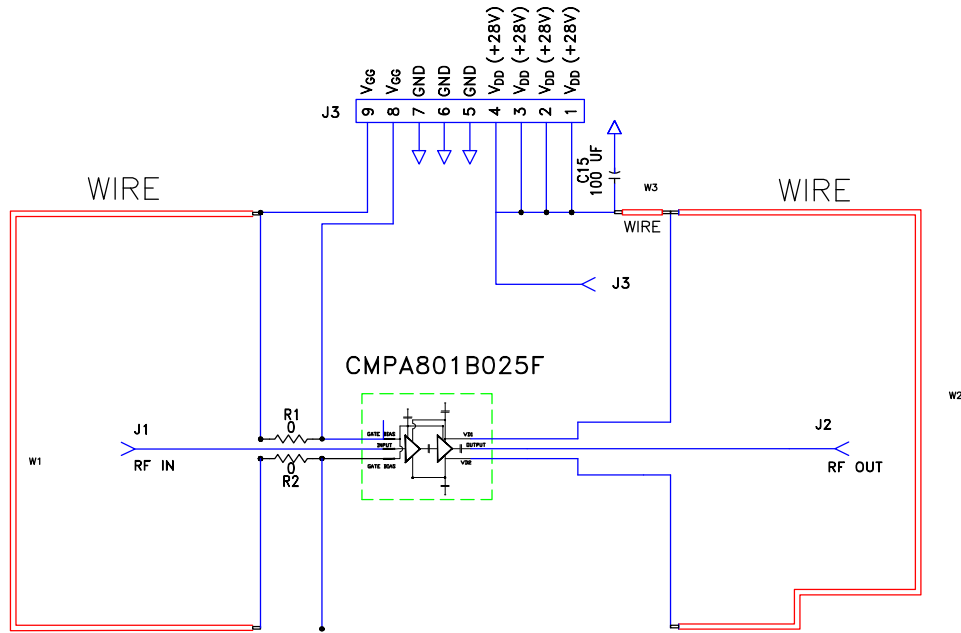 VDD (+28V)
VDD (+28V)
VDD (+28V)
VDD (+28V)
VGG
VGG
GND
GND
GND
J3
9 8 7 6 5 4 3 2 1
C15
100 UF
W3
WIRE
WIRE
WIRE
J3
CMPA801B025F
W2
R1
0
J1
J2
GATE BIAS
VD1
INPUT
OUTPUT
W1
RF IN
GATE BIAS
VD2
RF OUT
0
R2